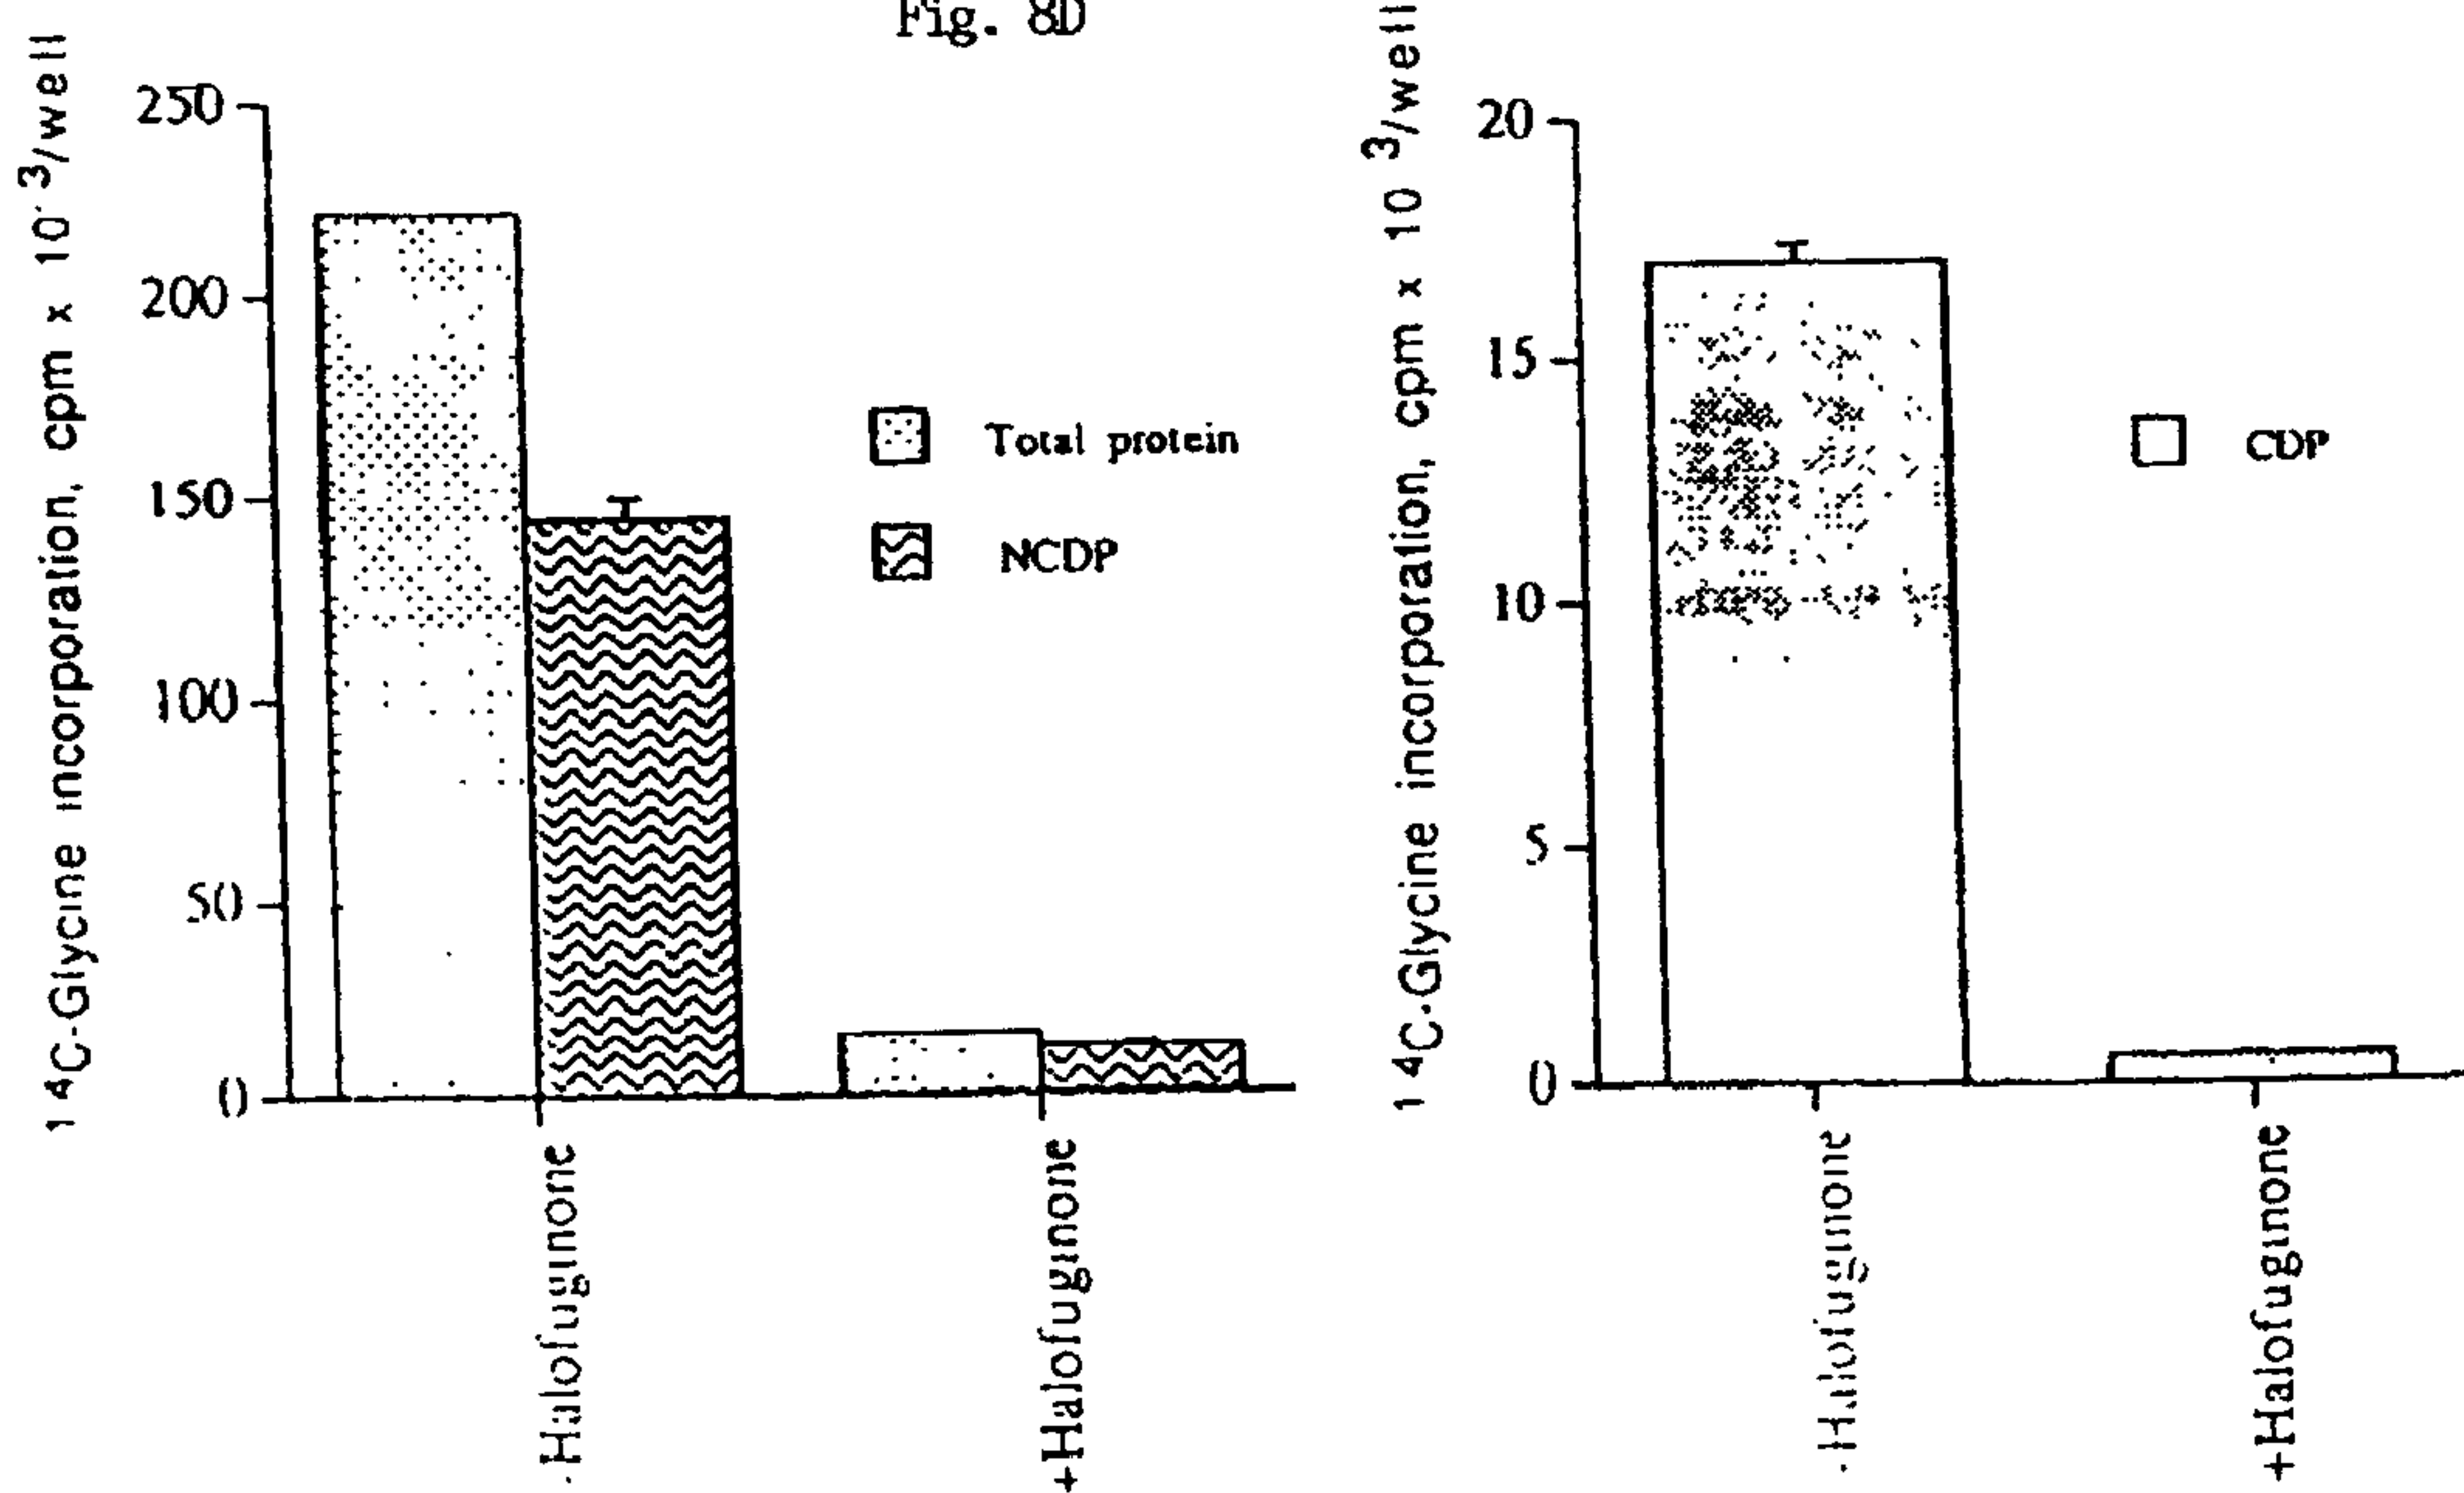 Fig. 8D
14C-Glycine incorporation, cpm x 10-3/well
250
200
150
100
50
0
Total protein
NCDP
-Halofuginone
+Halofuginone
14C-Glycine incorporation, cpm x 10 3/well
20
15
10
5
0
CDP
-Halofuginone
+Halofuginone